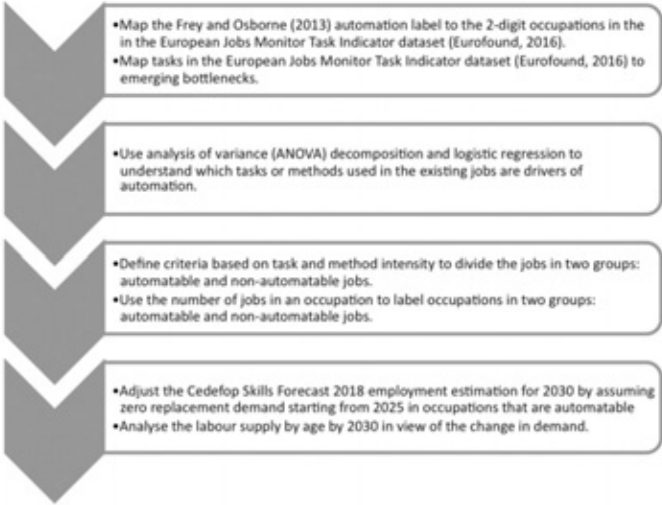 •Map the Frey and Osborne (2013) automation label to the 2-digit occupations in the
in the European Jobs Monitor Task Indicator dataset (Eurofound, 2016).
•Map tasks in the European Jobs Monitor Task Indicator dataset (Eurofound, 2016) to
emerging bottlenecks.
•Use analysis of variance (ANOVA) decomposition and logistic regression to
understand which tasks or methods used in the existing jobs are drivers of
automation.
•Define criteria based on task and method intensity to divide the jobs in two groups:
automatable and non-automatable jobs.
•Use the number of jobs in an occupation to label occupations in two groups:
automatable and non-automatable jobs.
•Adjust the Cedefop Skills Forecast 2018 employment estimation for 2030 by assuming
zero replacement demand starting from 2025 in occupations that are automatable
•Analyse the labour supply by age by 2030 in view of the change in demand.